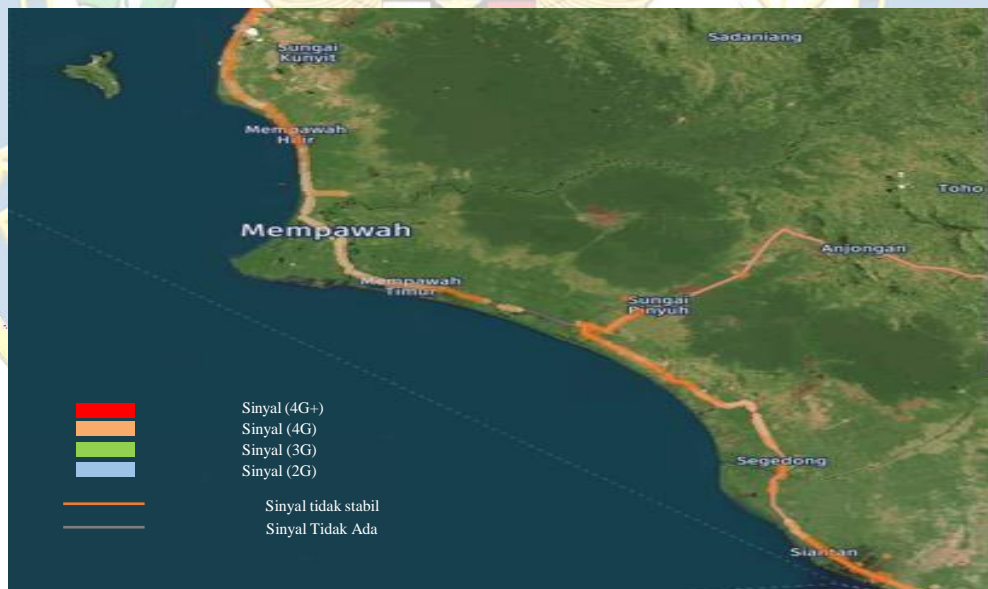 Sadaniang
Sungai
Kunyit
Mempawah
Hilir
Toho
Mempawah
Anjongan
Mempawah
Timur
Sungai
Pinyuh
Sinyal (4G+)
Sinyal (4G)
Sinyal (3G)
Sinyal (2G)
Segedong
Sinyal tidak stabil
Sinyal Tidak Ada
Siantan